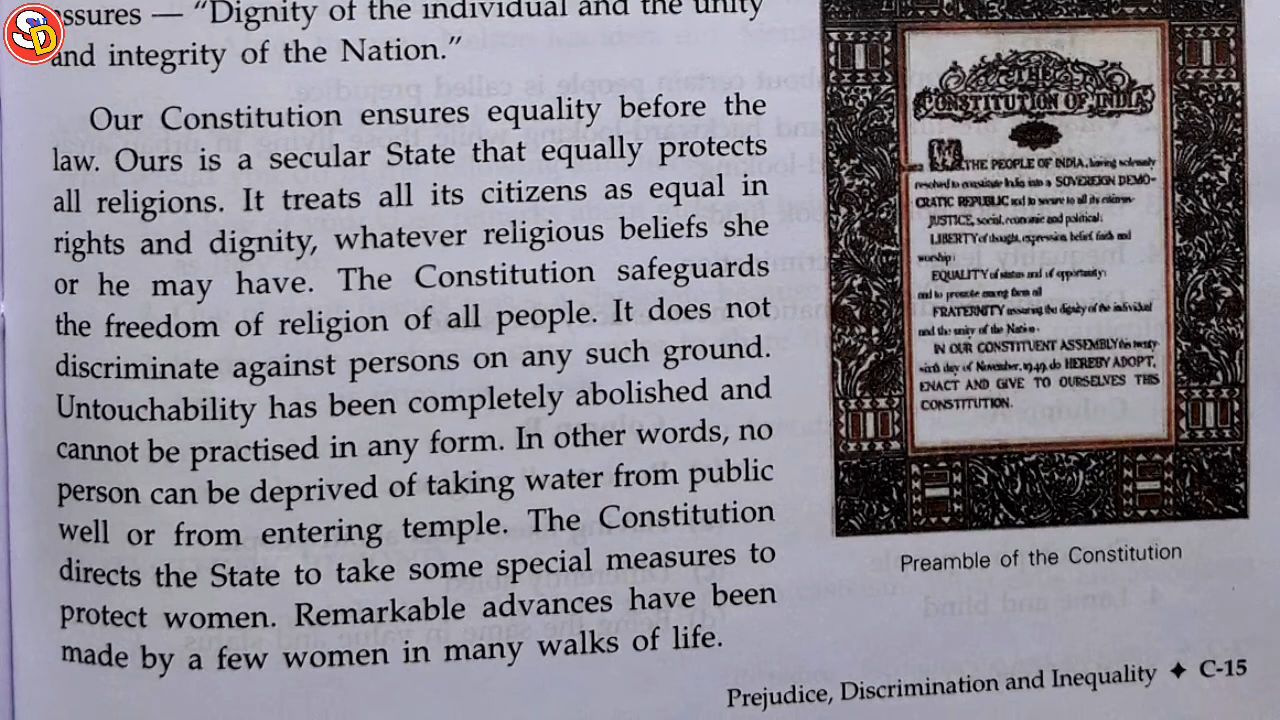 SD
assures — "Dignity of the individual and the unity
and integrity of the Nation."
Our Constitution ensures equality before the
law. Ours is a secular State that equally protects
all religions. It treats all its citizens as equal in
rights and dignity, whatever religious beliefs she
or he may have. The Constitution safeguards
the freedom of religion of all people. It does not
discriminate against persons on any such ground.
Untouchability has been completely abolished and
cannot be practised in any form. In other words, no
person can be deprived of taking water from public
well or from entering temple. The Constitution
directs the State to take some special measures to
protect women. Remarkable advances have been
made by a few women in many walks of life.
THE
CONSTITUTION OF INDIA
WE, THE PEOPLE OF INDIA, having solemnly
resolved to constitute India into a SOVEREIGN DEMO-
CRATIC REPUBLIC and to secure to all its citizens
JUSTICE, social, economic and political;
LIBERTY of thought, expression, belief, faith and
worship;
EQUALITY of status and of opportunity;
and to promote among them all
FRATERNITY assuring the dignity of the individual
and the unity of the Nation.
IN OUR CONSTITUENT ASSEMBLY this twenty-
sixth day of November, 1949, do HEREBY ADOPT,
ENACT AND GIVE TO OURSELVES THIS
CONSTITUTION.
Preamble of the Constitution
Prejudice, Discrimination and Inequality ✦ C-15